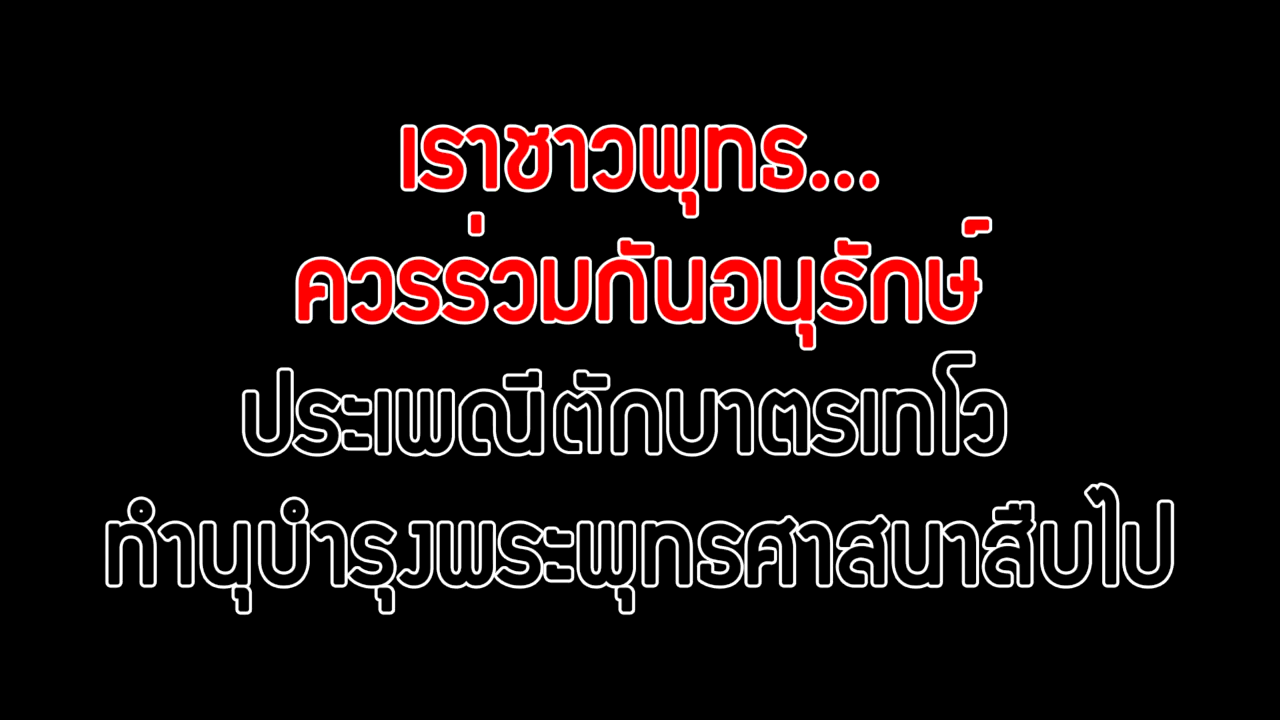 เราชาวพุทธ...
ควรร่วมกันอนุรักษ์
ประเพณีตักบาตรเทโว
ทำนุบำรุงพระพุทธศาสนาสืบไป